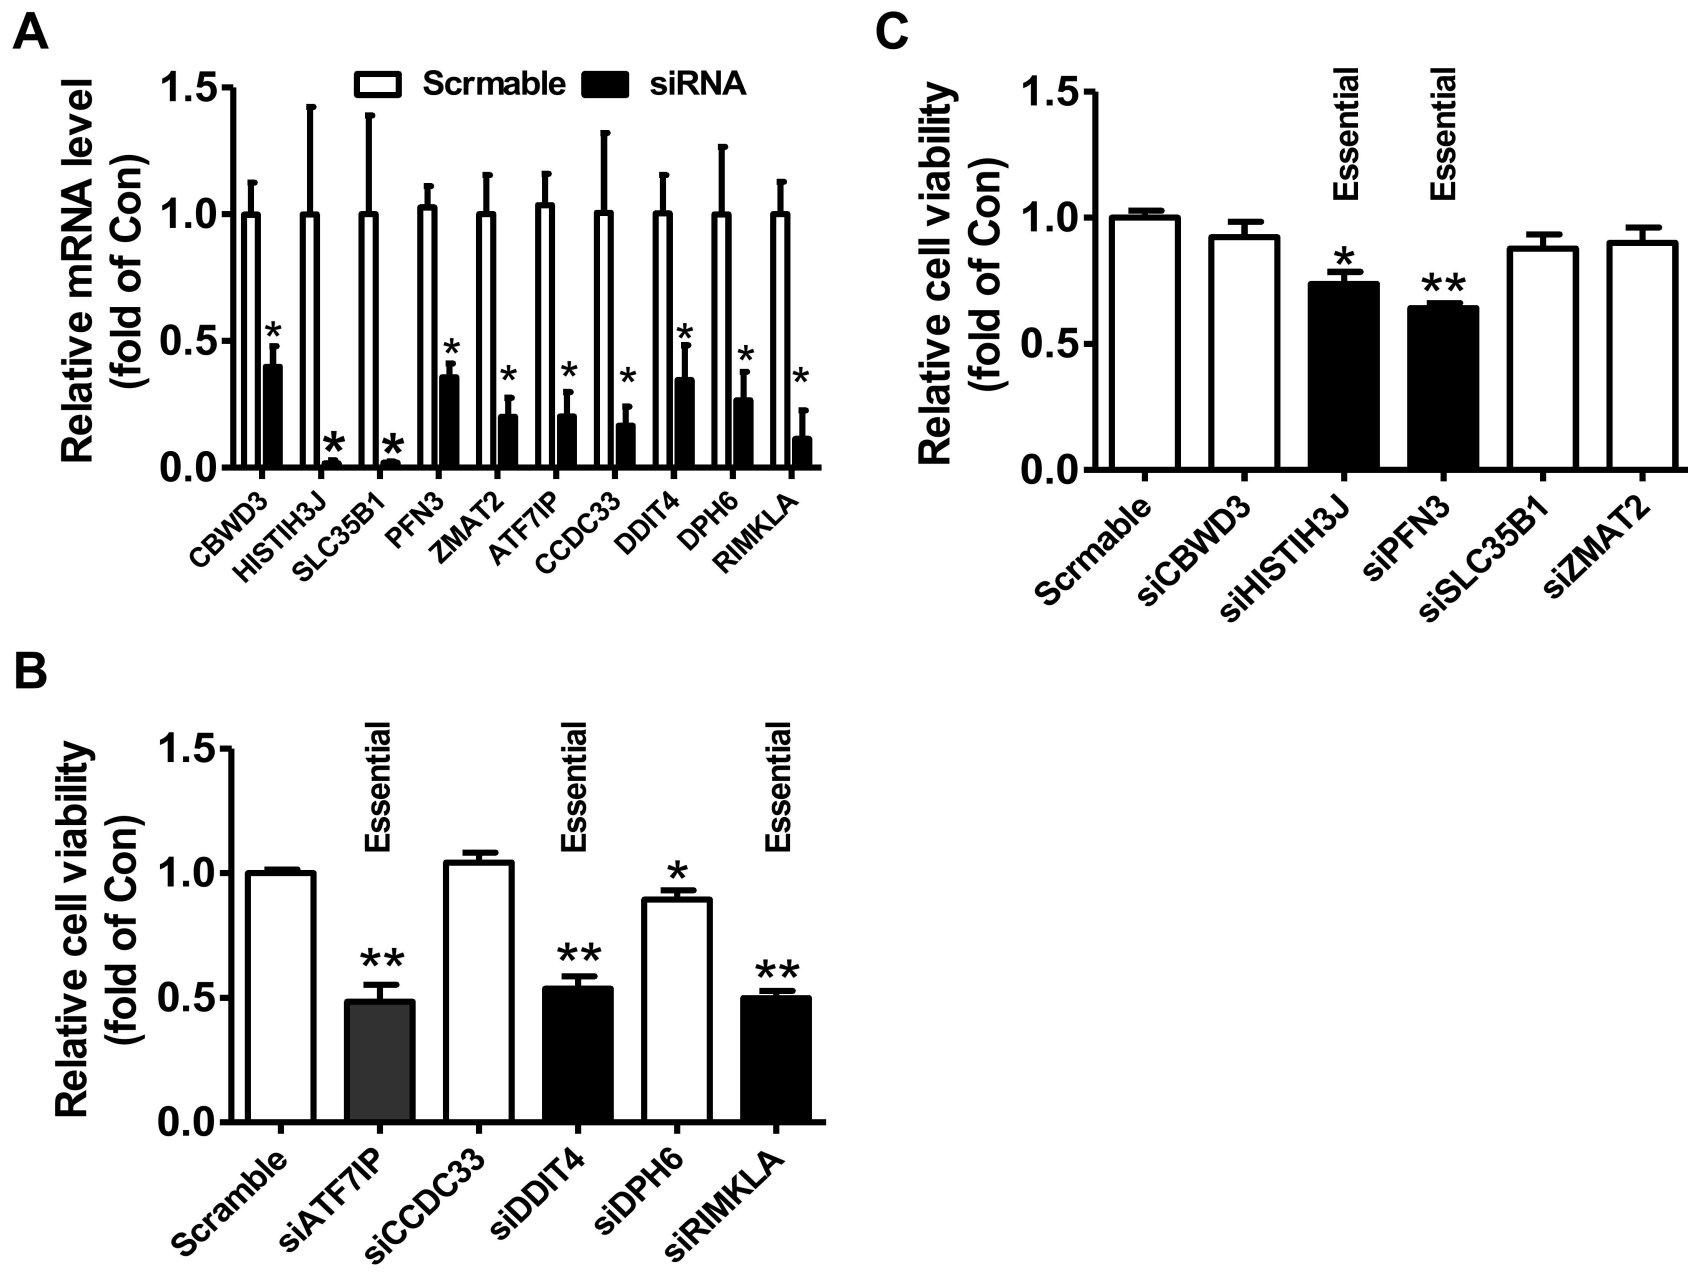 A
Scrmable siRNA
Relative mRNA level
(fold of Con)
1.5
1.0
0.5
0.0
* * * * * * * * * *
CBWD3 HISTIH3J SLC35B1 PFN3 ZMAT2 ATF7IP CCDC33 DDIT4 DPH6 RIMKLA
C
Relative cell viability
(fold of Con)
1.5
1.0
0.5
0.0
Essential Essential
* **
Scrmable siCBWD3 siHISTIH3J siPFN3 siSLC35B1 siZMAT2
B
Relative cell viability
(fold of Con)
1.5
1.0
0.5
0.0
Essential Essential Essential
** ** * **
Scramble siATF7IP siCCDC33 siDDIT4 siDPH6 siRIMKLA